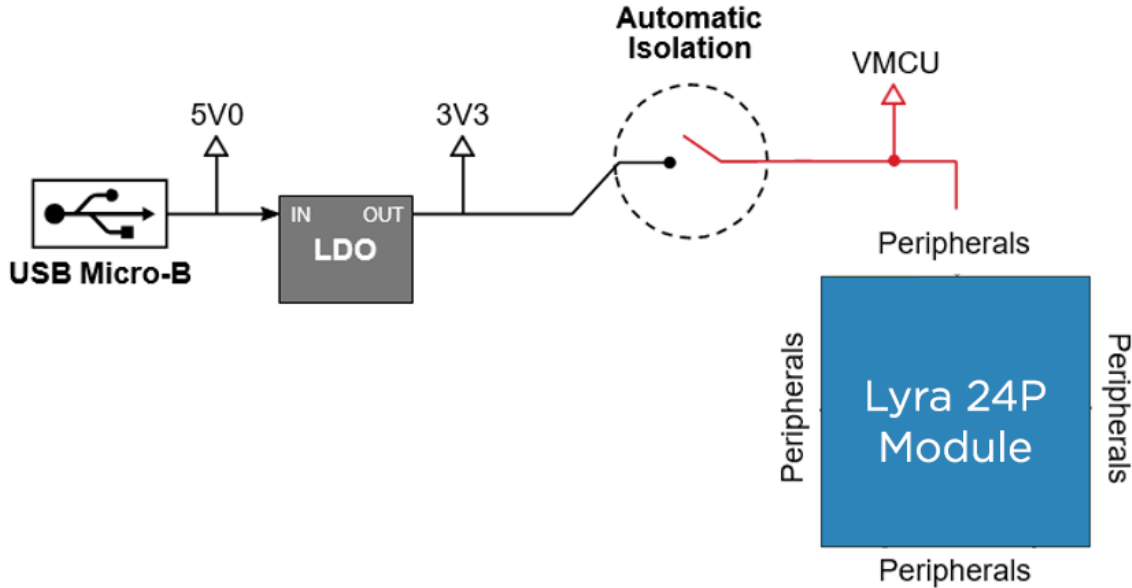 Automatic
Isolation
VMCU
5V0
3V3
IN OUT
LDO
USB Micro-B
Peripherals
Peripherals
Lyra 24P
Module
Peripherals
Peripherals